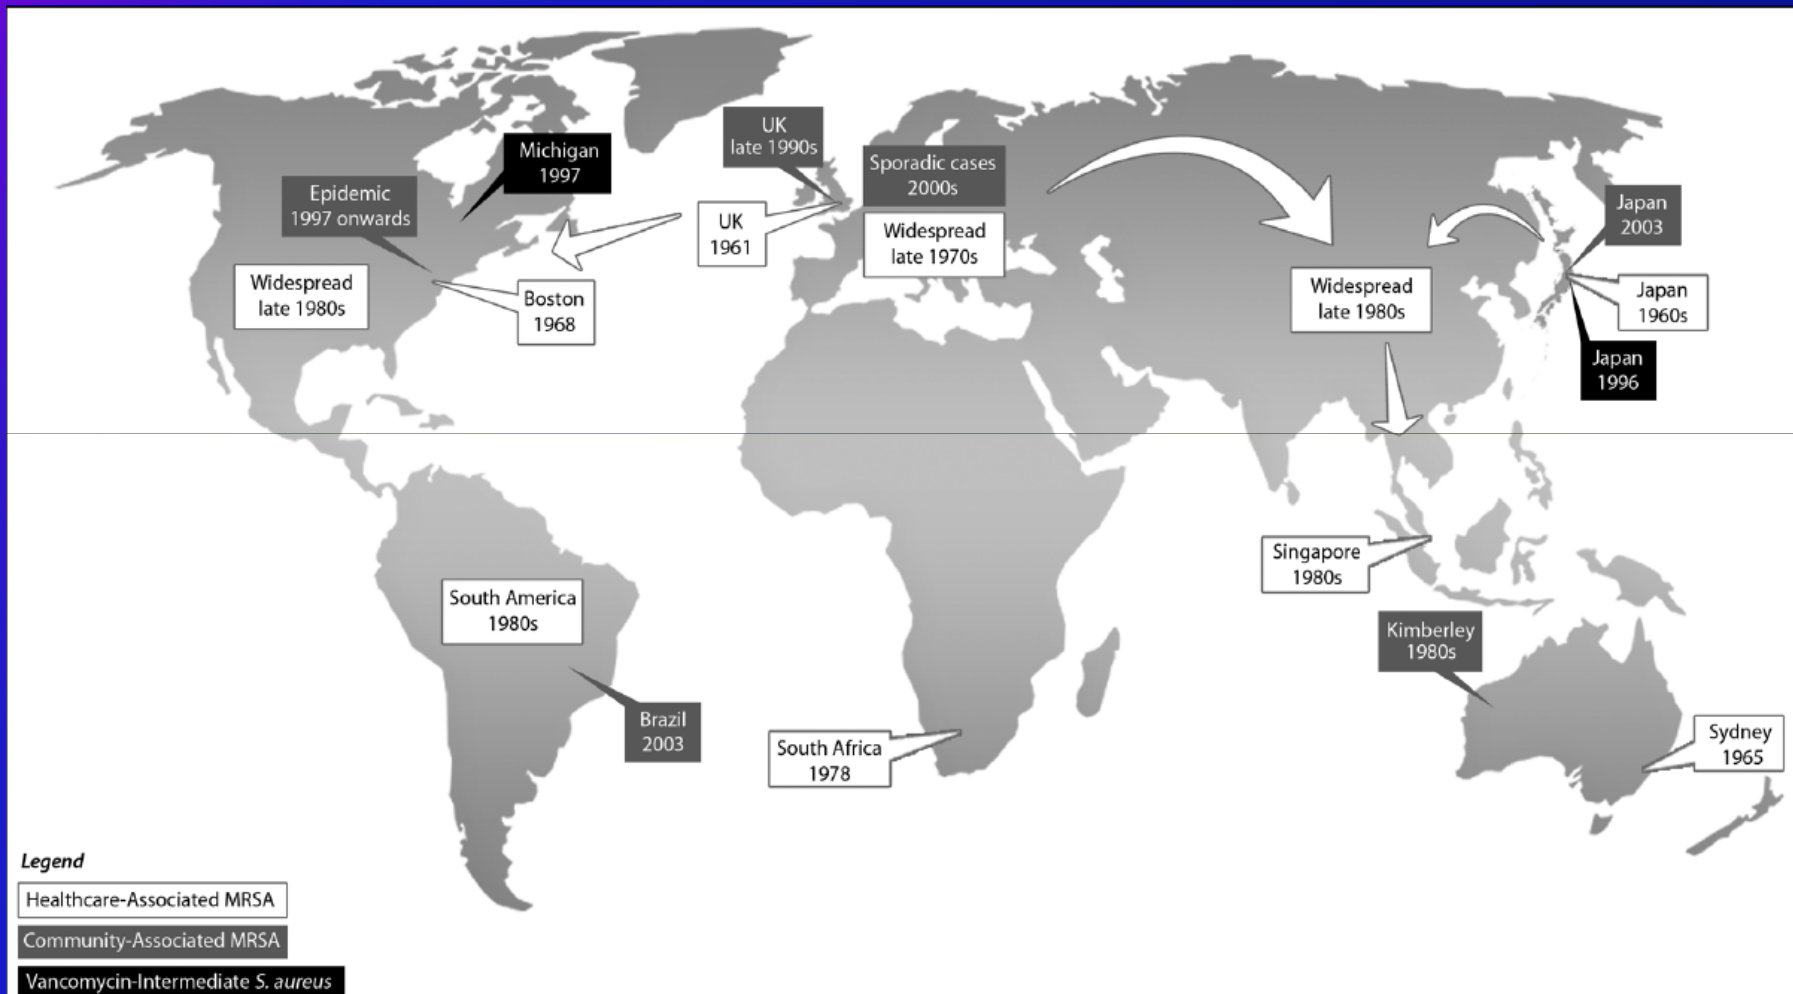 UK
late 1990s
Michigan
1997
Sporadic cases
2000s
Epidemic
1997 onwards
UK
1961
Widespread
late 1970s
Japan
2003
Widespread
late 1980s
Boston
1968
Widespread
late 1980s
Japan
1960s
Japan
1996
Singapore
1980s
South America
1980s
Kimberley
1980s
Brazil
2003
South Africa
1978
Sydney
1965
Legend
Healthcare-Associated MRSA
Community-Associated MRSA
Vancomycin-Intermediate S. aureus